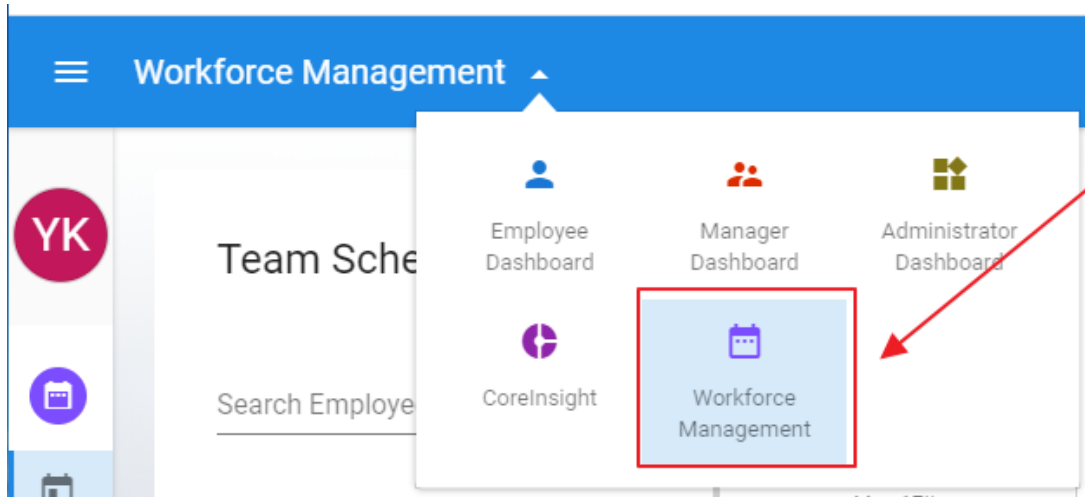 Workforce Management
YK
Employee
Dashboard
Manager
Dashboard
Administrator
Dashboard
Team Sche
CoreInsight
Workforce
Management
Search Employe